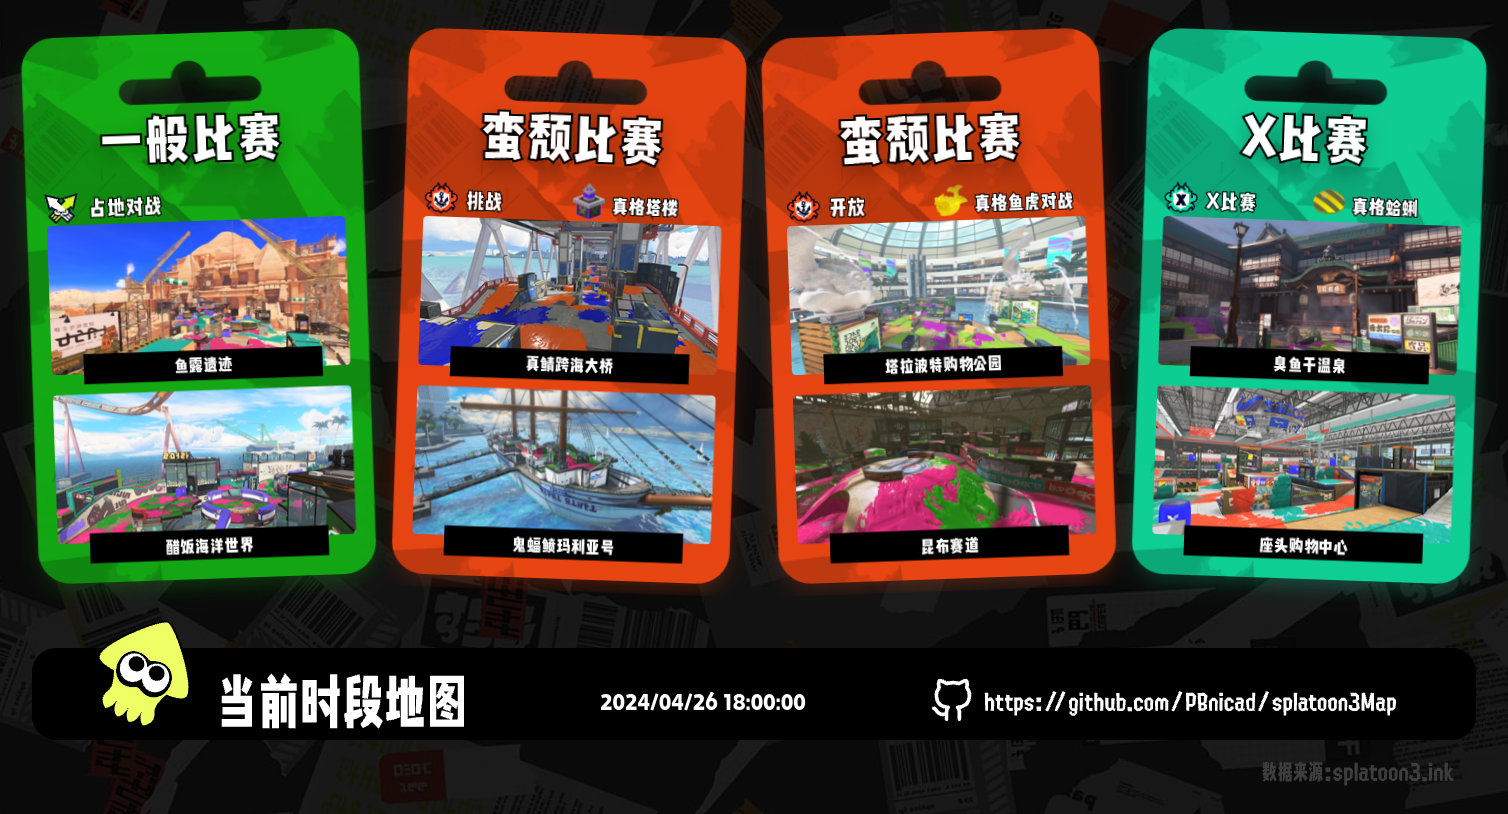 一般比赛
占地对战
鱼露遗迹
醋饭海洋世界
蛮颓比赛
挑战
真格塔楼
真鲭跨海大桥
鬼蝠鲼玛利亚号
蛮颓比赛
开放
真格鱼虎对战
塔拉波特购物公园
昆布赛道
X比赛
X比赛
真格蛤蜊
臭鱼干温泉
座头购物中心
当前时段地图
2024/04/26 18:00:00
https://github.com/PBnicad/splatoon3Map
数据来源:splatoon3.ink